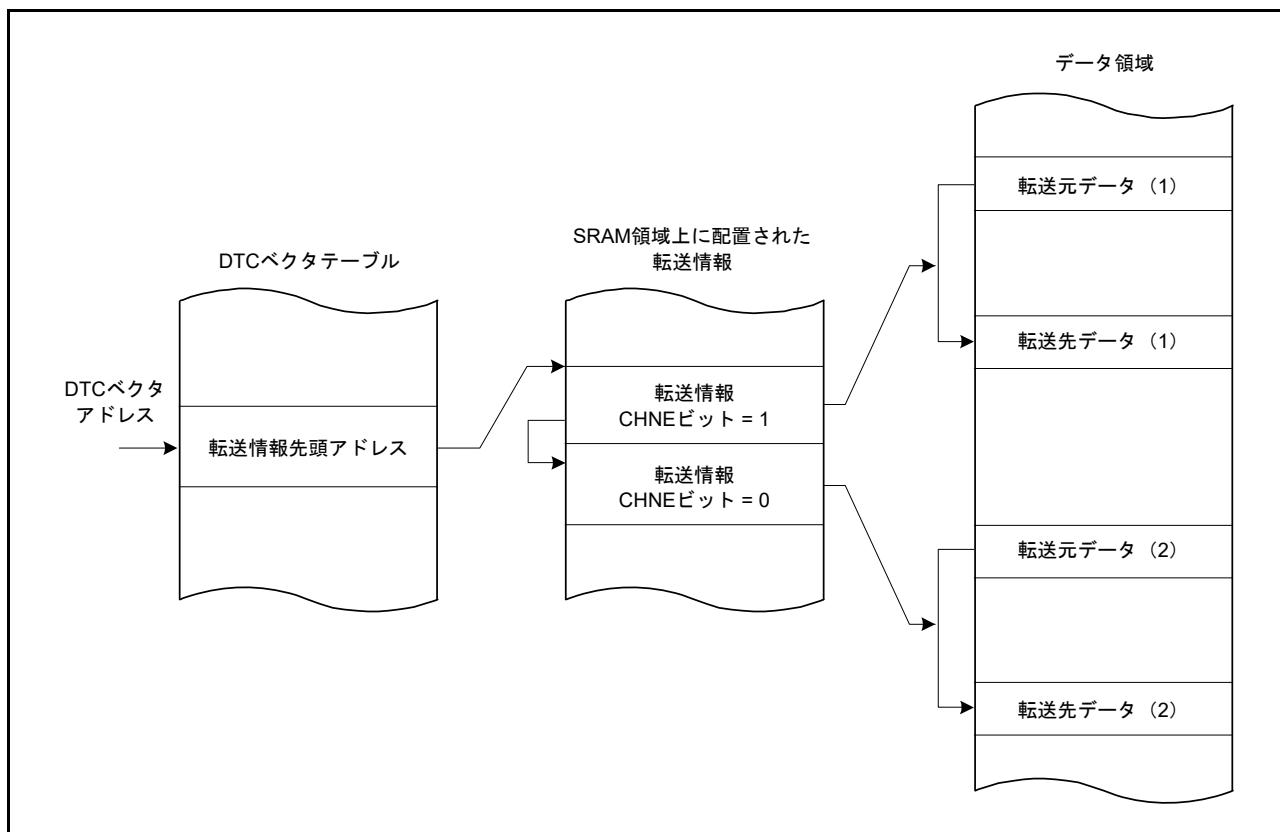 データ領域
転送元データ（1）
SRAM領域上に配置された
転送情報
DTCベクタテーブル
転送先データ（1）
DTCベクタ
アドレス
転送情報
CHNEビット = 1
転送情報先頭アドレス
転送情報
CHNEビット = 0
転送元データ（2）
転送先データ（2）